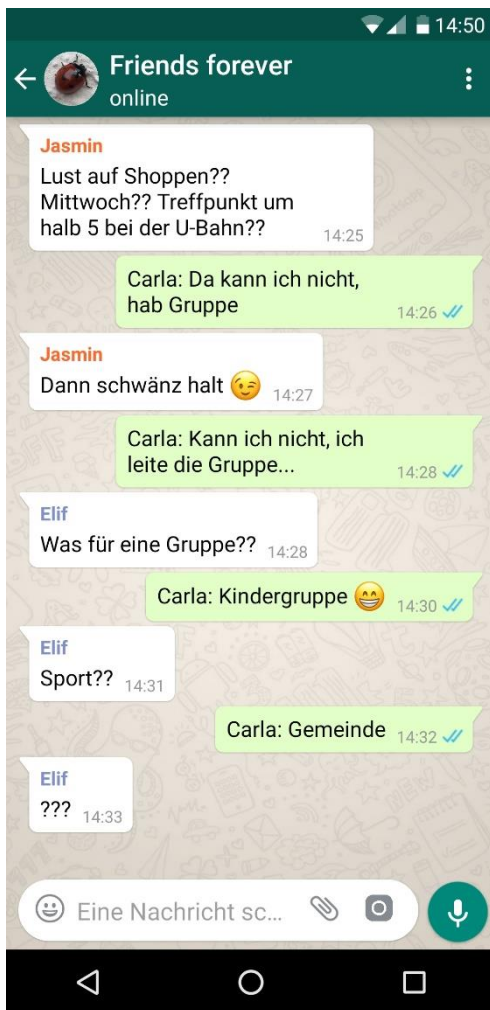 14:50
Friends forever
online
Jasmin
Lust auf Shoppen??
Mittwoch?? Treffpunkt um
halb 5 bei der U-Bahn??
14:25
Carla: Da kann ich nicht,
hab Gruppe
14:26
Jasmin
Dann schwänz halt 😉 14:27
Carla: Kann ich nicht, ich
leite die Gruppe...
14:28
Elif
Was für eine Gruppe?? 14:28
Carla: Kindergruppe 😁 14:30
Elif
Sport?? 14:31
Carla: Gemeinde 14:32
Elif
??? 14:33
Eine Nachricht sc...